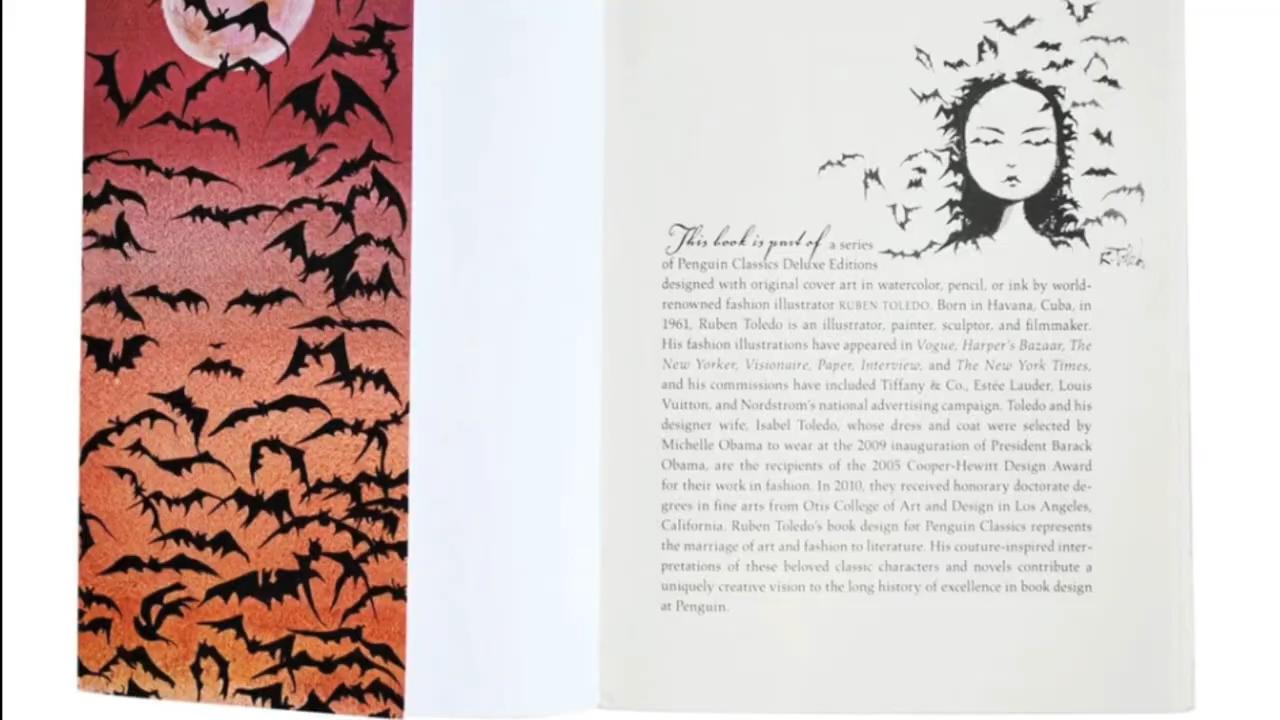 This book is part of a series
of Penguin Classics Deluxe Editions
designed with original cover art in watercolor, pencil, or ink by world-
renowned fashion illustrator RUBEN TOLEDO. Born in Havana, Cuba, in
1961, Ruben Toledo is an illustrator, painter, sculptor, and filmmaker.
His fashion illustrations have appeared in Vogue, Harper's Bazaar, The
New Yorker, Visionaire, Paper, Interview, and The New York Times,
and his commissions have included Tiffany & Co., Estée Lauder, Louis
Vuitton, and Nordstrom's national advertising campaign. Toledo and his
designer wife, Isabel Toledo, whose dress and coat were selected by
Michelle Obama to wear at the 2009 inauguration of President Barack
Obama, are the recipients of the 2005 Cooper-Hewitt Design Award
for their work in fashion. In 2010, they received honorary doctorate de-
grees in fine arts from Otis College of Art and Design in Los Angeles,
California. Ruben Toledo's book design for Penguin Classics represents
the marriage of art and fashion to literature. His couture-inspired inter-
pretations of these beloved classic characters and novels contribute a
uniquely creative vision to the long history of excellence in book design
at Penguin.